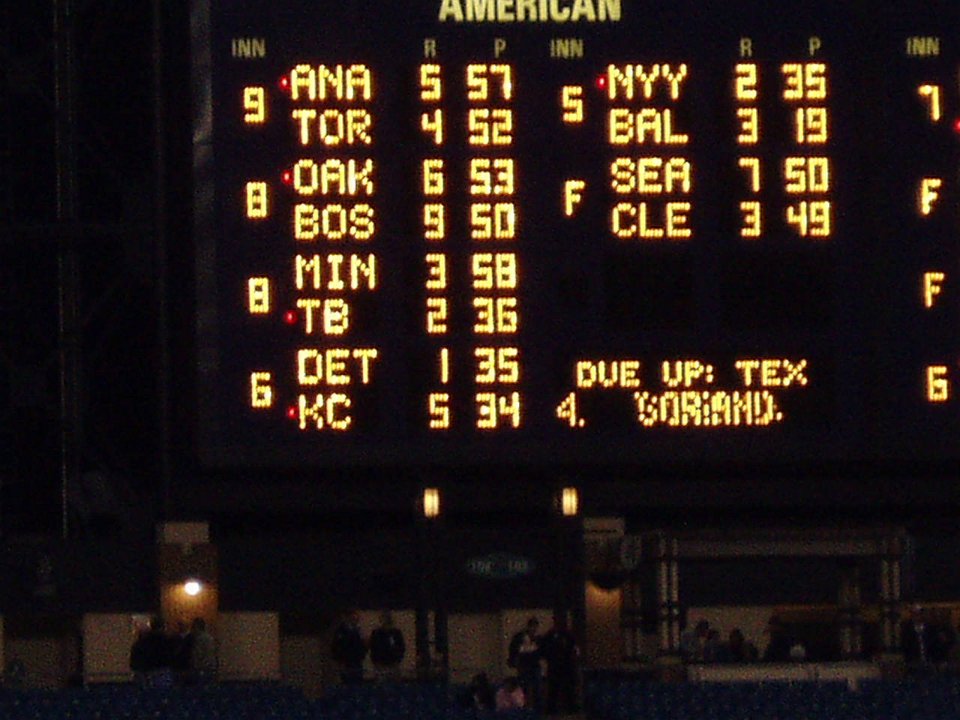 AMERICAN
INN R P INN R P INN
9 ANA 5 57 5 NYY 2 35 7
TOR 4 52 BAL 3 19
8 OAK 6 53 F SEA 7 50 F
BOS 9 50 CLE 3 49
8 MIN 3 58 F
TB 2 36
6 DET 1 35 DUE UP: TEX 6
KC 5 34 4. SORIANO